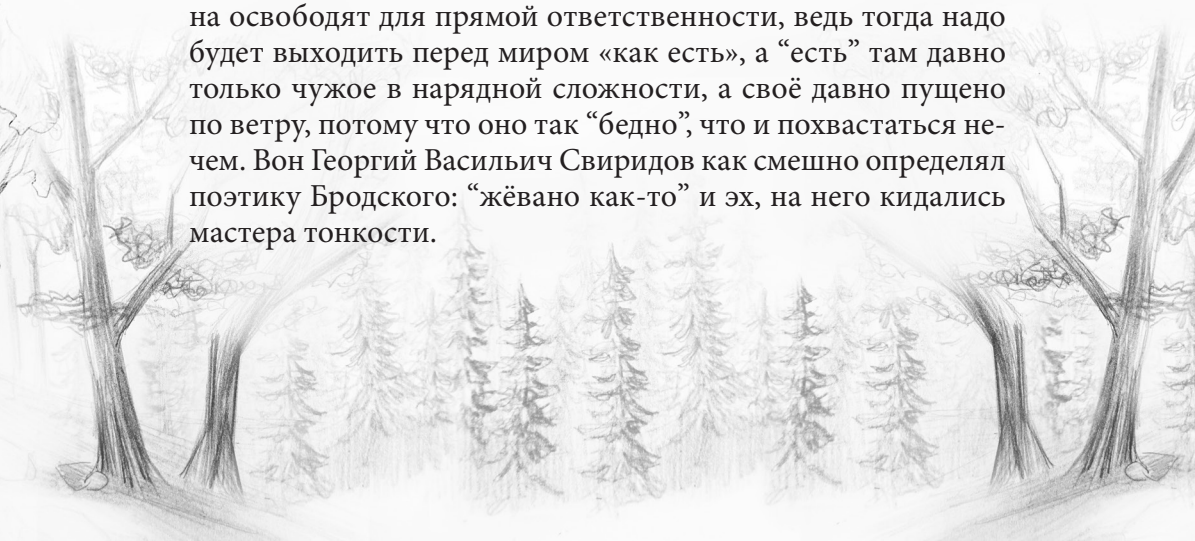 на освободят для прямой ответственности, ведь тогда надо
будет выходить перед миром «как есть», а “есть” там давно
только чужое в нарядной сложности, а своё давно пущено
по ветру, потому что оно так “бедно”, что и похвастаться не-
чем. Вон Георгий Васильич Свиридов как смешно определял
поэтику Бродского: “жёвано как-то” и эх, на него кидались
мастера тонкости.